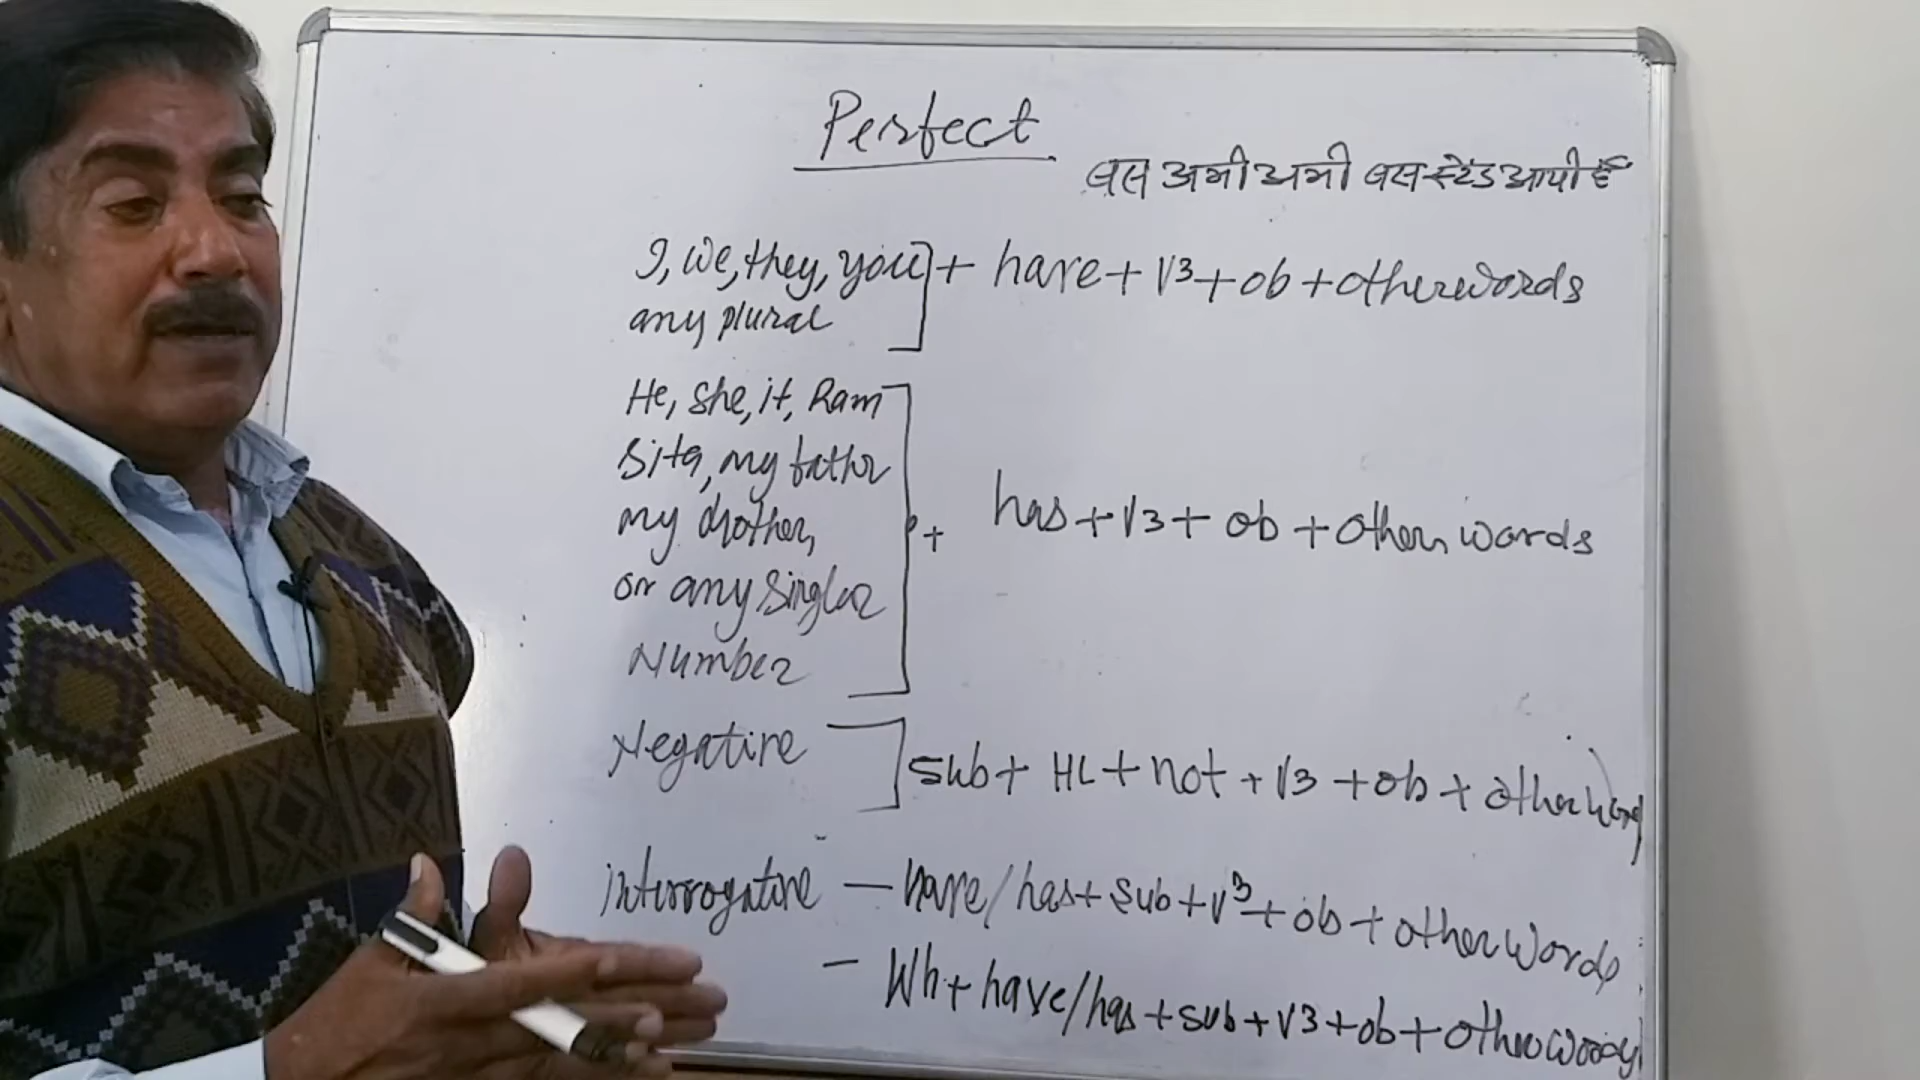 Perfect
बस अभी अभी बस स्टेंड आयी है
I, we, they, you] + have + V3 + ob + otherwords
any plural
He, she, it, Ram
Sita, my father
my mother,
or any singlar
+ has + V3 + ob + other words
Number
Negative ] sub + HL + not + V3 + ob + other word
interrogative — have/has + sub + V3 + ob + other words
— Wh + have/has + sub + V3 + ob + other words